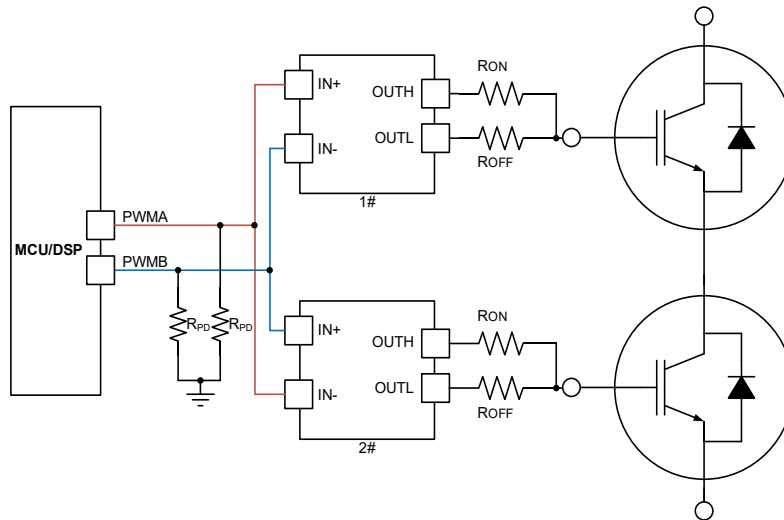 IN+
OUTH
RON
IN-
OUTL
ROFF
1#
PWMA
MCU/DSP
PWMB
RPD
RPD
IN+
OUTH
RON
IN-
OUTL
ROFF
2#